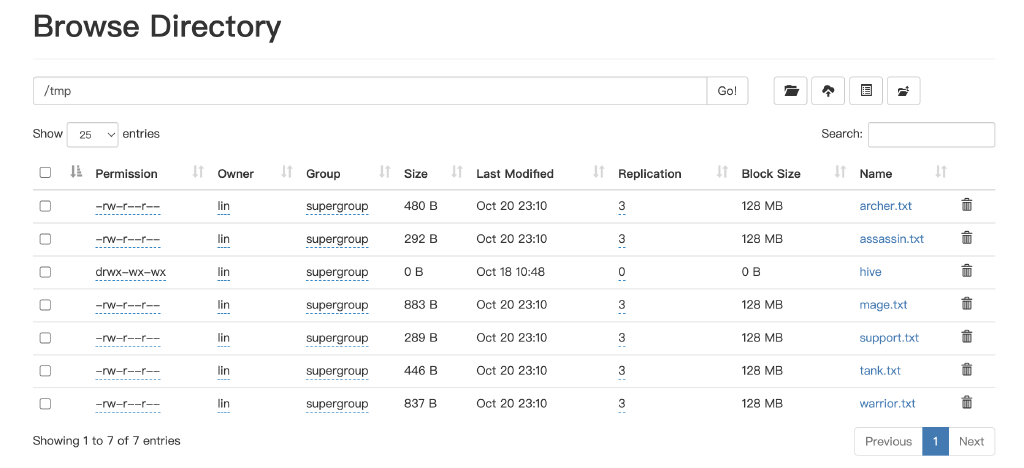 Browse Directory
/tmp Go!
Show 25 entries Search:
Permission Owner Group Size Last Modified Replication Block Size Name
-rw-r--r-- lin supergroup 480 B Oct 20 23:10 3 128 MB archer.txt
-rw-r--r-- lin supergroup 292 B Oct 20 23:10 3 128 MB assassin.txt
drwx-wx-wx lin supergroup 0 B Oct 18 10:48 0 0 B hive
-rw-r--r-- lin supergroup 883 B Oct 20 23:10 3 128 MB mage.txt
-rw-r--r-- lin supergroup 289 B Oct 20 23:10 3 128 MB support.txt
-rw-r--r-- lin supergroup 446 B Oct 20 23:10 3 128 MB tank.txt
-rw-r--r-- lin supergroup 837 B Oct 20 23:10 3 128 MB warrior.txt
Showing 1 to 7 of 7 entries Previous 1 Next